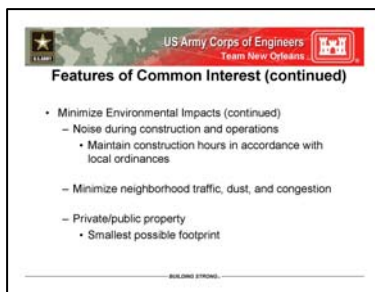 US Army Corps of Engineers
Team New Orleans
U.S. ARMY
Features of Common Interest (continued)
• Minimize Environmental Impacts (continued)
– Noise during construction and operations
• Maintain construction hours in accordance with
local ordinances
– Minimize neighborhood traffic, dust, and congestion
– Private/public property
• Smallest possible footprint
BUILDING STRONG®